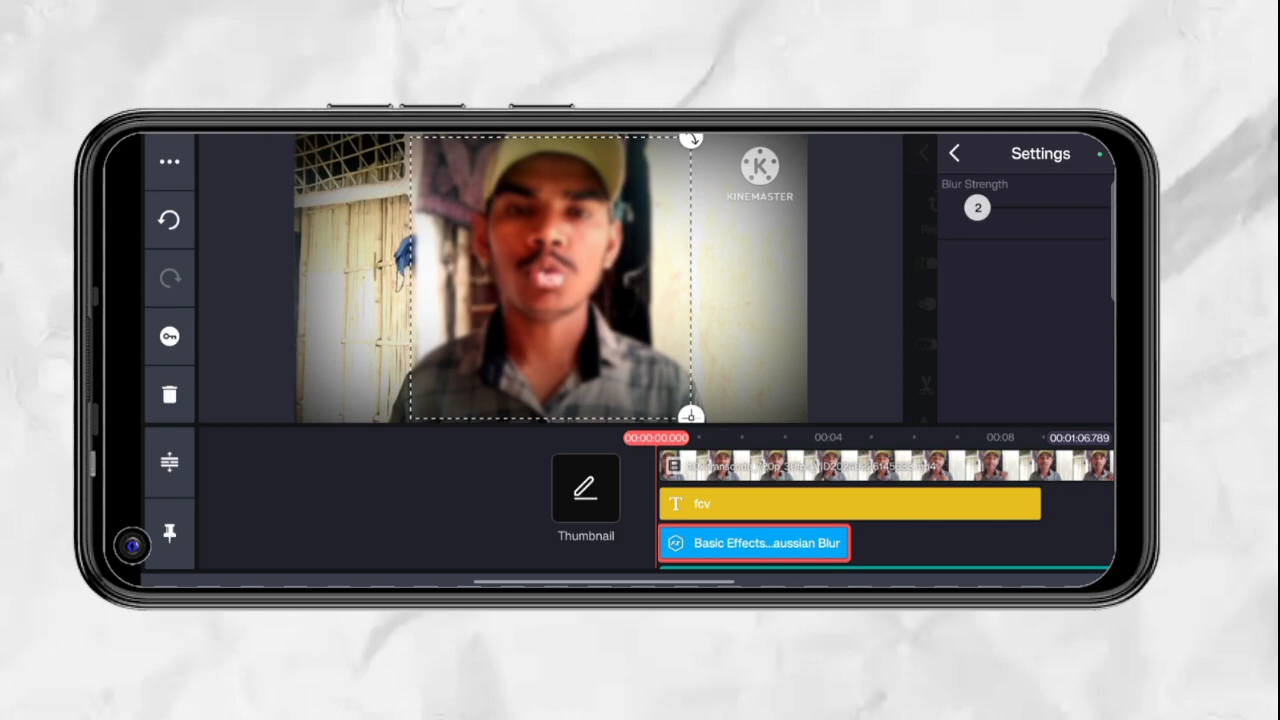 KINEMASTER
Settings
Blur Strength
2
00:00:00.000
00:04
00:08
00:01:06.789
fcv
Thumbnail
Basic Effects...aussian Blur